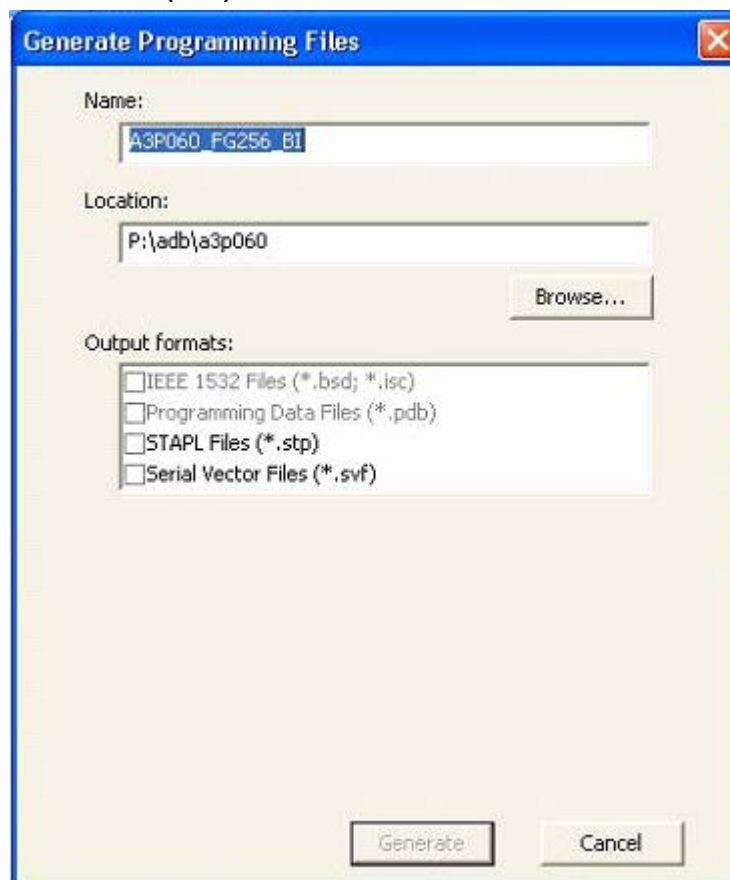 Generate Programming Files
Name:
A3P060_FG256_BI
Location:
P:\adb\a3p060
Browse...
Output formats:
IEEE 1532 Files (*.bsd; *.isc)
Programming Data Files (*.pdb)
STAPL Files (*.stp)
Serial Vector Files (*.svf)
Generate
Cancel